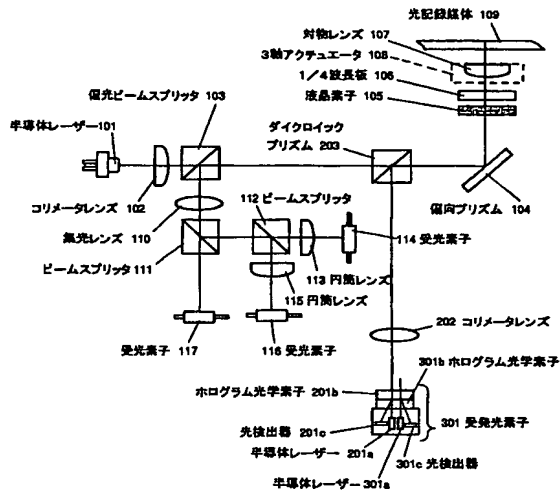 光記録媒体 109
対物レンズ 107
3軸アクチュエータ 108
1/4波長板 106
液晶素子 105
偏光ビームスプリッタ 103
半導体レーザー101
ダイクロイック
プリズム 203
コリメータレンズ 102
112 ビームスプリッタ
偏向プリズム 104
集光レンズ 110
114 受光素子
ビームスプリッタ 111
113 円筒レンズ
115 円筒レンズ
202 コリメータレンズ
受光素子 117
116 受光素子
301b ホログラム光学素子
ホログラム光学素子 201b
301 受発光素子
光検出器 201c
半導体レーザー 201a
301c 光検出器
半導体レーザー 301a